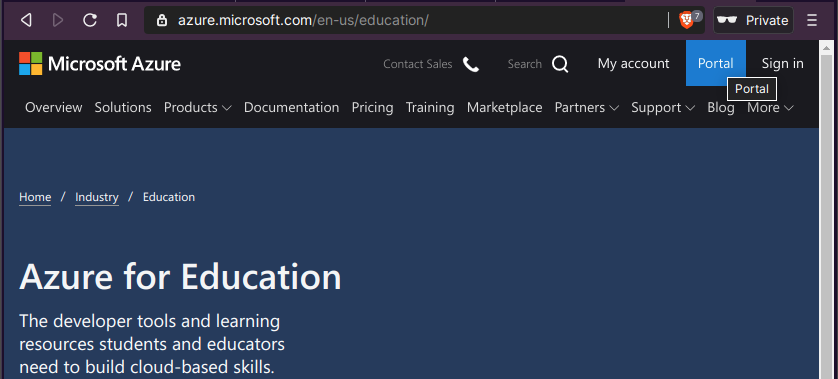 azure.microsoft.com/en-us/education/
7
Private
Microsoft Azure
Contact Sales
Search
My account
Portal
Sign in
Portal
Overview Solutions Products Documentation Pricing Training Marketplace Partners Support Blog More
Home / Industry / Education
Azure for Education
The developer tools and learning
resources students and educators
need to build cloud-based skills.